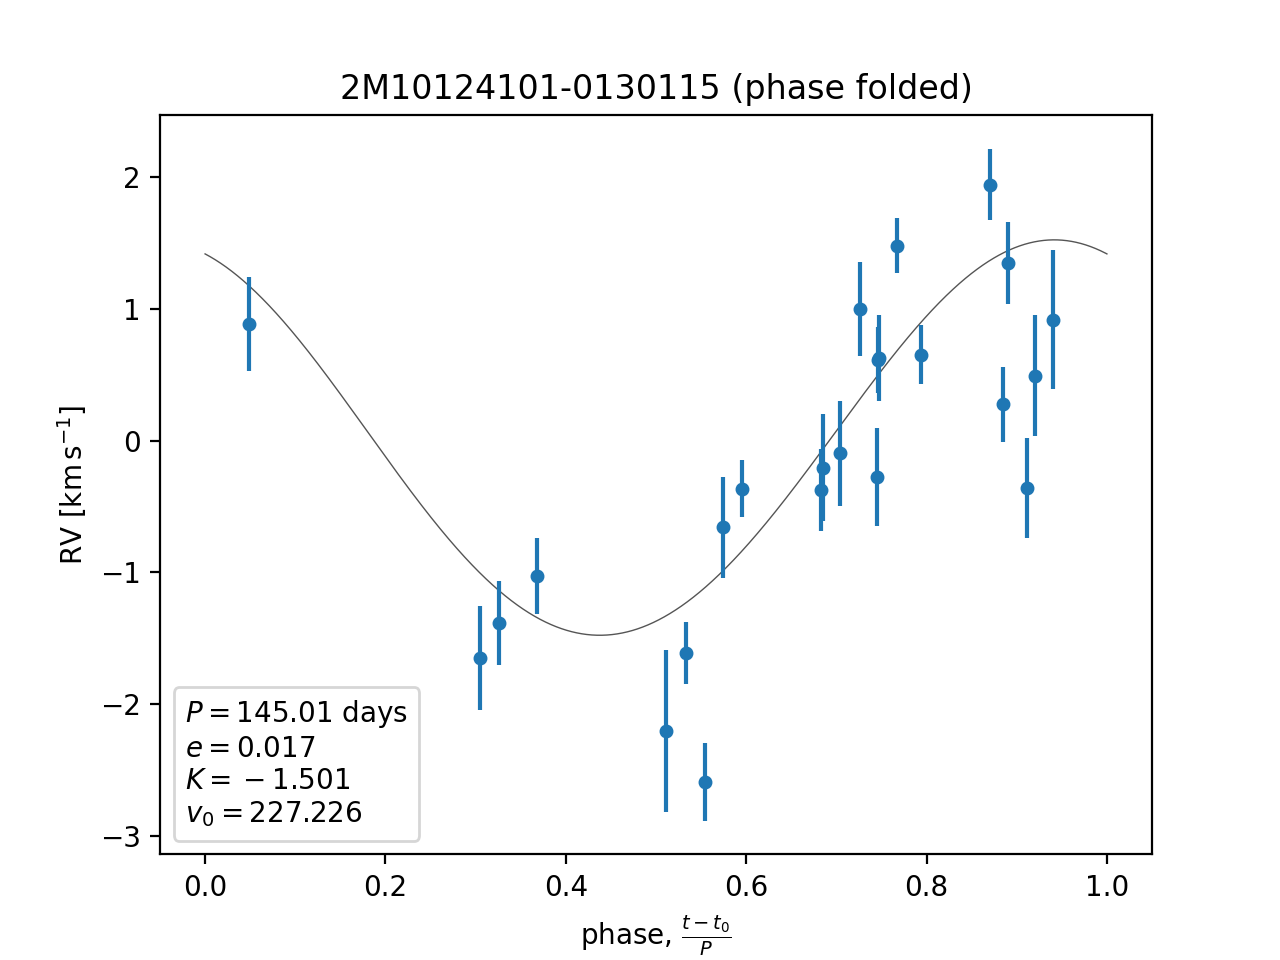 2M10124101-0130115 (phase folded)
RV [km s⁻¹]
2
1
0
−1
−2
−3
P = 145.01 days
e = 0.017
K = −1.501
v₀ = 227.226
0.0 0.2 0.4 0.6 0.8 1.0
phase, (t − t₀)/P